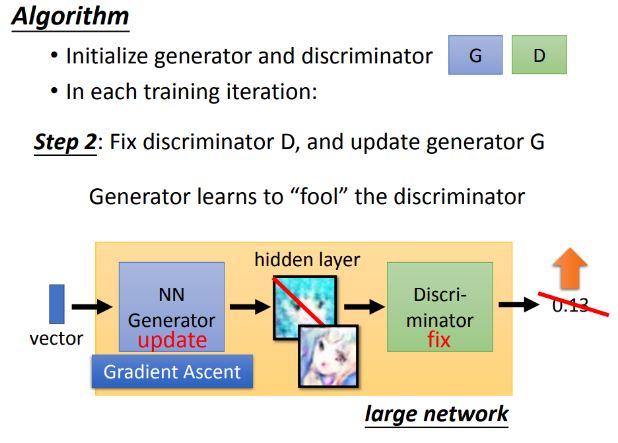 Algorithm
• Initialize generator and discriminator G D
• In each training iteration:
Step 2: Fix discriminator D, and update generator G
Generator learns to “fool” the discriminator
hidden layer
NN
Generator
update
Gradient Ascent
vector
Discri-
minator
fix
0.13
large network